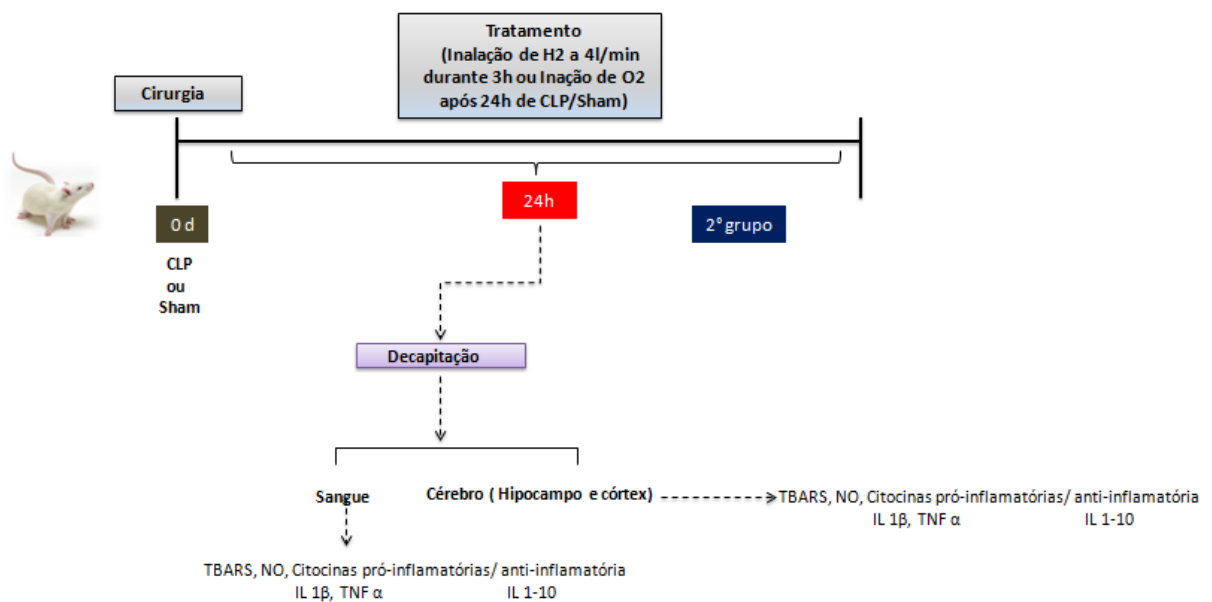 Tratamento
(Inalação de H2 a 4l/min
durante 3h ou Inação de O2
após 24h de CLP/Sham)
Cirurgia
24h
0 d
2° grupo
CLP
ou
Sham
Decapitação
Sangue
Cérebro ( Hipocampo e córtex)
TBARS, NO, Citocinas pró-inflamatórias/ anti-inflamatória
IL 1β, TNF α IL 1-10
TBARS, NO, Citocinas pró-inflamatórias/ anti-inflamatória
IL 1β, TNF α IL 1-10